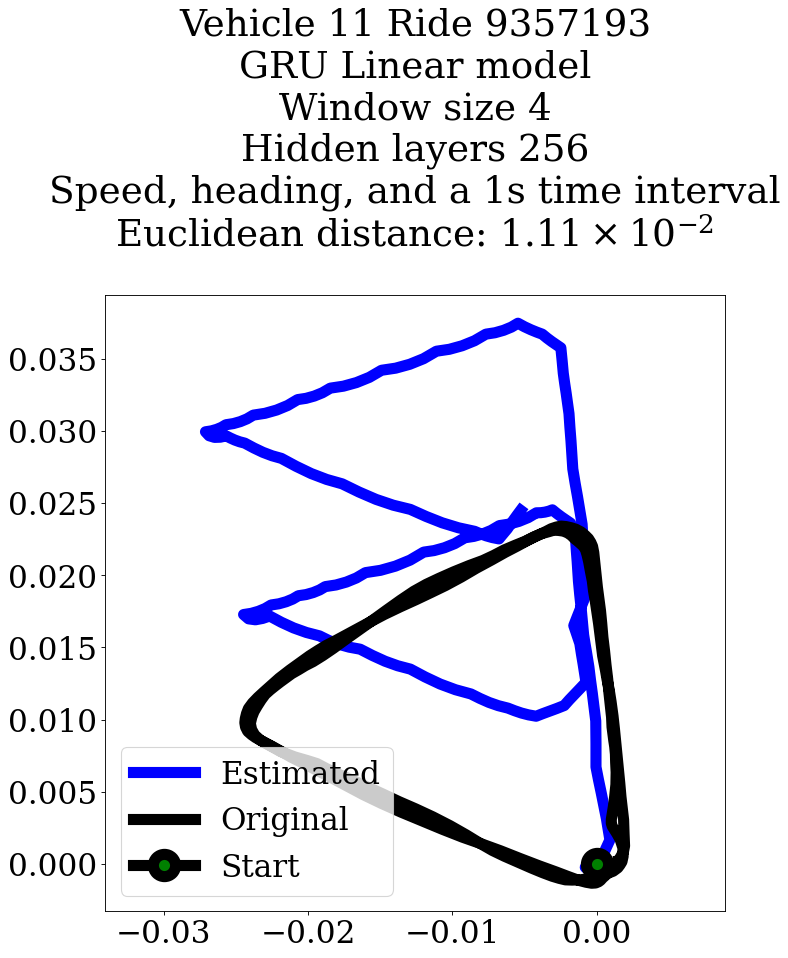 Vehicle 11 Ride 9357193
GRU Linear model
Window size 4
Hidden layers 256
Speed, heading, and a 1s time interval
Euclidean distance: 1.11 × 10⁻²
0.035
0.030
0.025
0.020
0.015
0.010
0.005
0.000
Estimated
Original
Start
−0.03 −0.02 −0.01 0.00